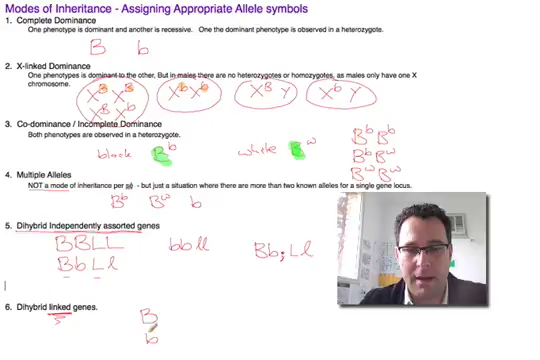 Modes of Inheritance - Assigning Appropriate Allele symbols
1. Complete Dominance
One phenotype is dominant and another is recessive. One the dominant phenotype is observed in a heterozygote.
B b
2. X-linked Dominance
One phenotypes is dominant to the other, But in males there are no heterozygotes or homozygotes, as males only have one X
chromosome.
X^B X^B X^b X^b X^B Y X^b Y
X^B X^b
3. Co-dominance / Incomplete Dominance
Both phenotypes are observed in a heterozygote.
black B^b white B^w
B^b B^b
B^b B^w
B^w B^w
4. Multiple Alleles
NOT a mode of inheritance per sé - but just a situation where there are more than two known alleles for a single gene locus.
B^b B^w b
5. Dihybrid Independently assorted genes
BBLL bbll Bb;Ll
BbLl
6. Dihybrid linked genes.
B
b